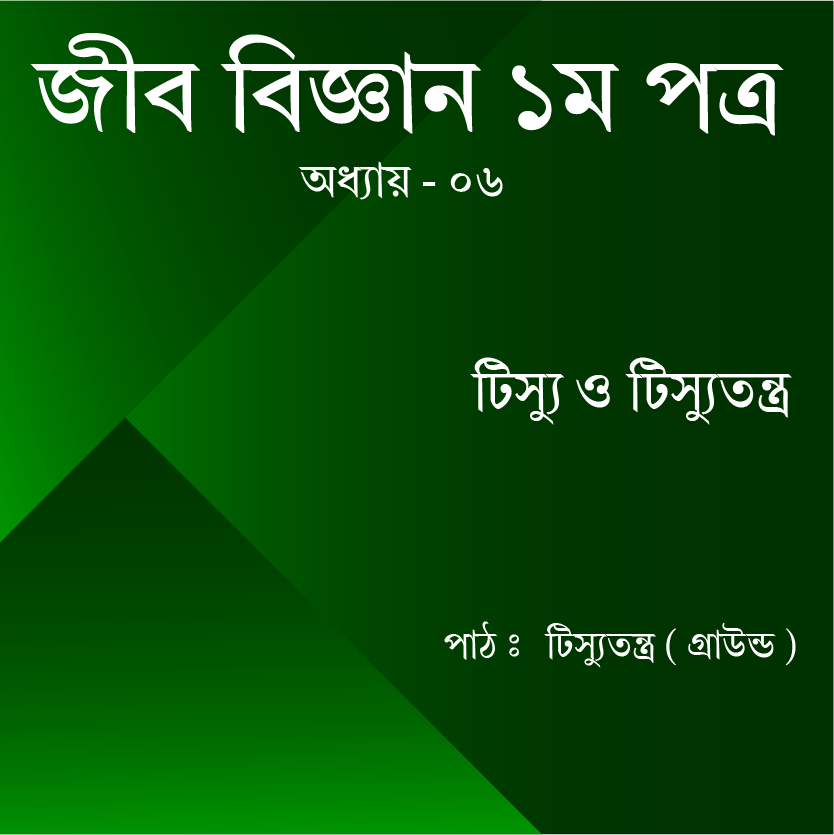 জীব বিজ্ঞান ১ম পত্র
অধ্যায় - ০৬
টিস্যু ও টিস্যুতন্ত্র
পাঠ ঃ টিস্যুতন্ত্র ( গ্রাউন্ড )